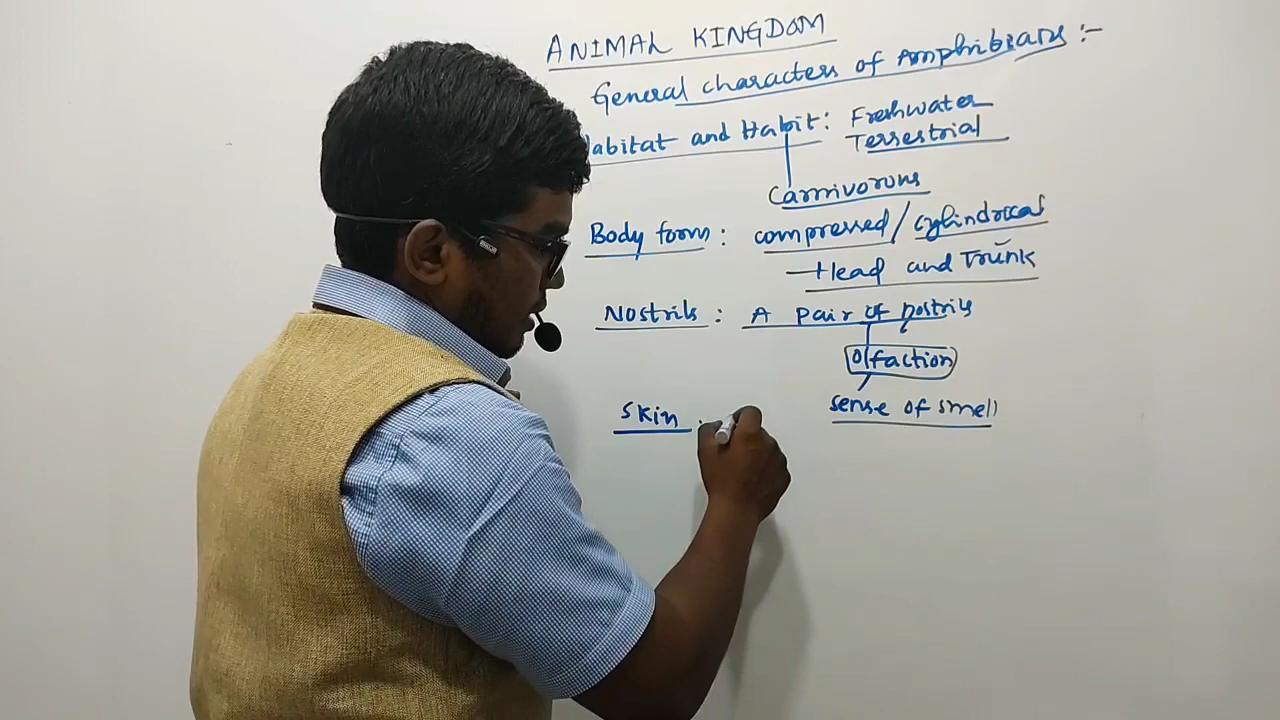 ANIMAL KINGDOM
General characters of Amphibians :-
Habitat and Habit : Freshwater
Terrestrial
Carnivorous
Body form : compressed / cylindrical
Head and Trunk
Nostrils : A pair of nostrils
Olfaction
sense of smell
Skin :